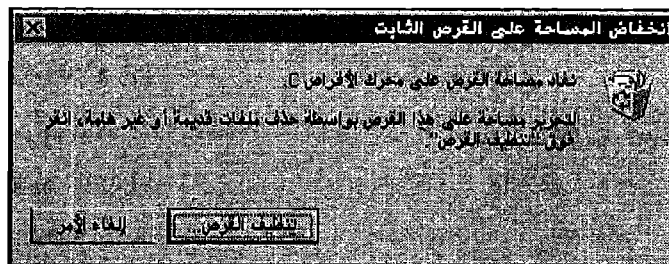 انخفاض المساحة على القرص الثابت
نفاد مساحة القرص على محرك الأقراص C.
لتحرير مساحة على هذا القرص بواسطة حذف ملفات قديمة أو غير هامة، انقر
فوق "تنظيف القرص".
تنظيف القرص...
إلغاء الأمر